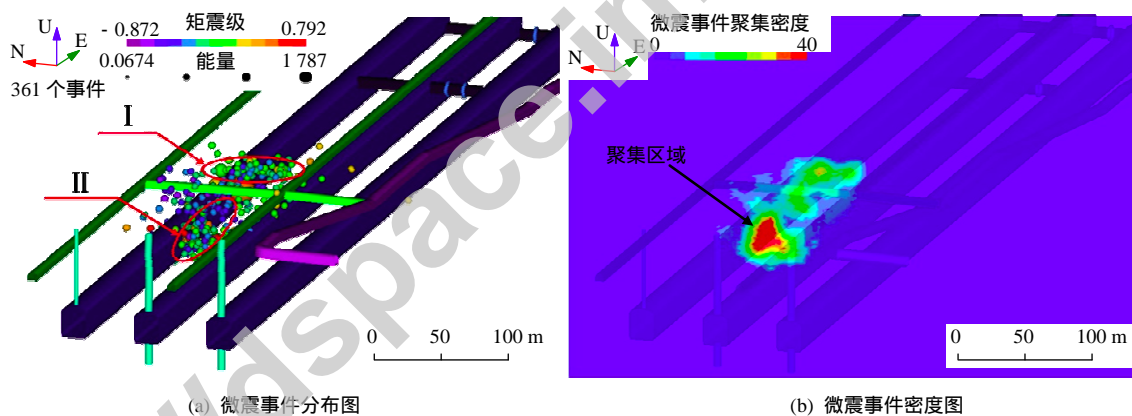 矩震级
- 0.872
0.792
能量
0.0674
1 787
U
E
N
361 个事件
I
II
0 50 100 m
(a) 微震事件分布图
微震事件聚集密度
0
40
U
E
N
聚集区域
0 50 100 m
(b) 微震事件密度图
dspace.in